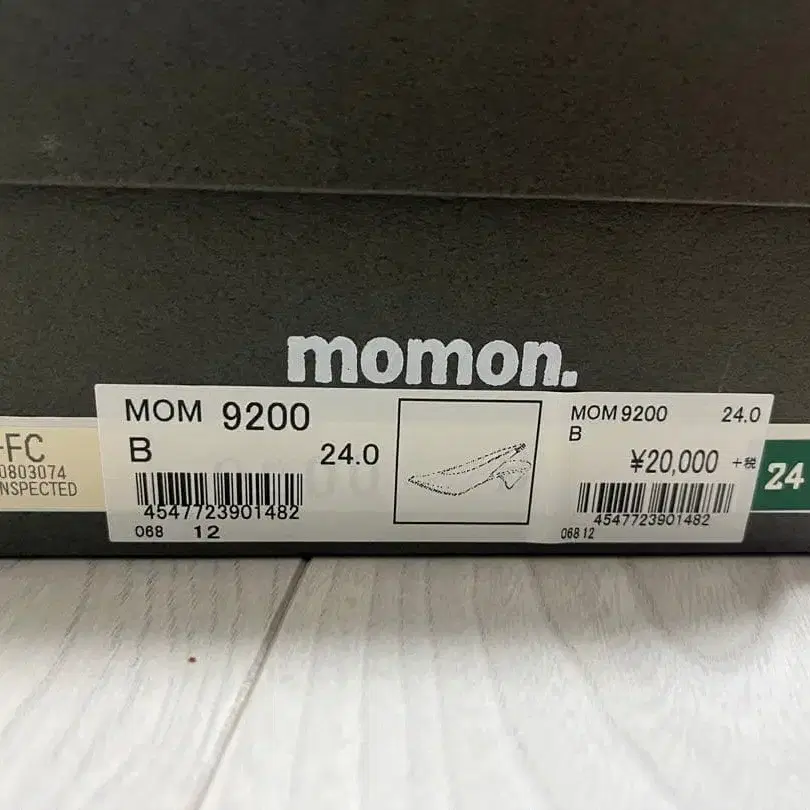 momon.
-FC
0803074
NSPECTED
MOM 9200
B
24.0
4547723901482
068 12
MOM 9200 24.0
B
¥20,000 +税
4547723901482
068 12
24